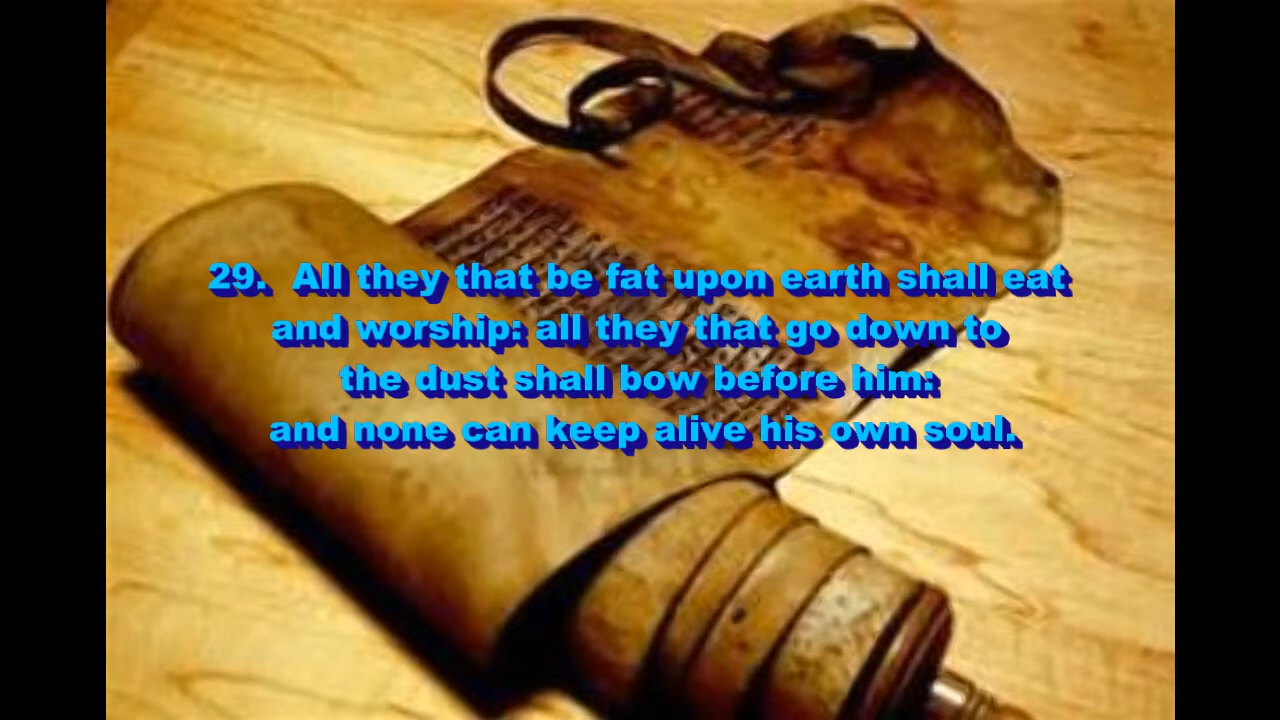 29.  All they that be fat upon earth shall eat
and worship: all they that go down to
the dust shall bow before him:
and none can keep alive his own soul.